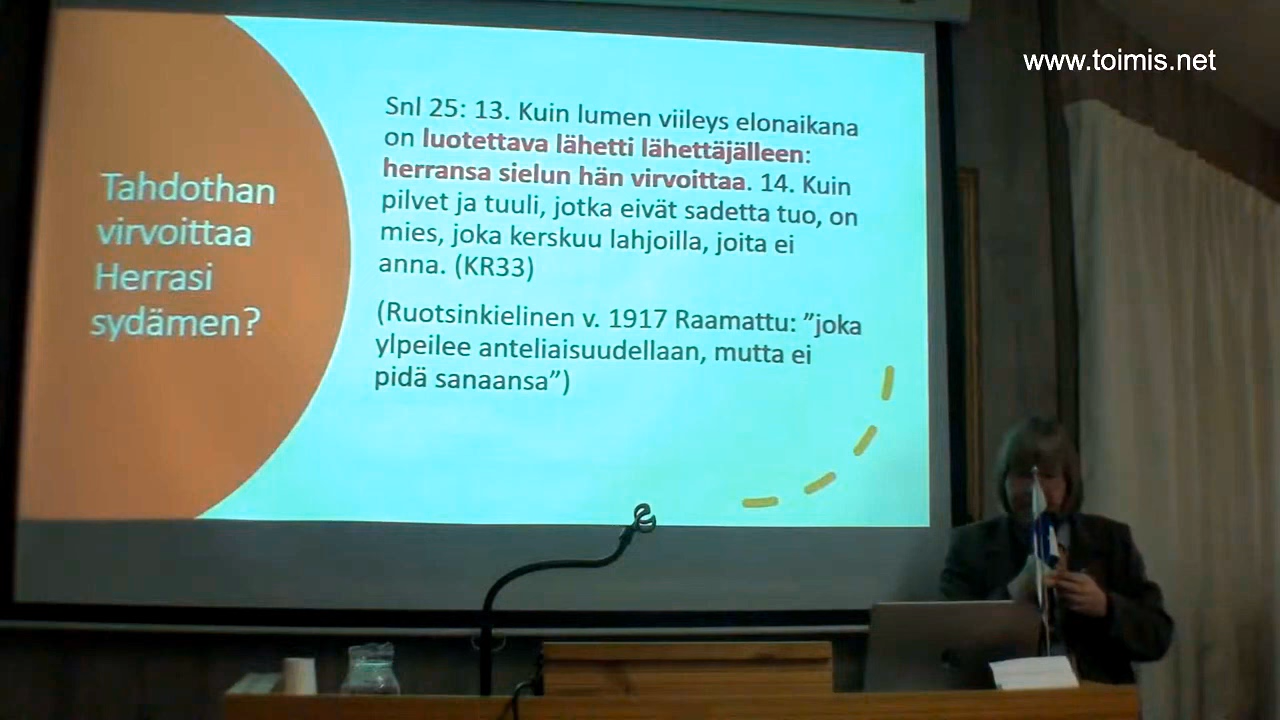 www.toimis.net
Tahdothan
virvoittaa
Herrasi
sydämen?
Snl 25: 13. Kuin lumen viileys elonaikana
on luotettava lähetti lähettäjälleen:
herransa sielun hän virvoittaa. 14. Kuin
pilvet ja tuuli, jotka eivät sadetta tuo, on
mies, joka kerskuu lahjoilla, joita ei
anna. (KR33)
(Ruotsinkielinen v. 1917 Raamattu: ”joka
ylpeilee anteliaisuudellaan, mutta ei
pidä sanaansa”)